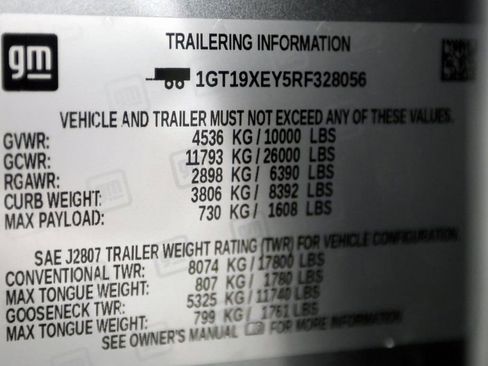 gm
TRAILERING INFORMATION
1GT19XEY5RF328056
VEHICLE AND TRAILER MUST NOT EXCEED ANY OF THESE VALUES.
GVWR: 4536 KG/10000 LBS
GCWR: 11793 KG/26000 LBS
RGAWR: 2898 KG/ 6390 LBS
CURB WEIGHT: 3806 KG/ 8392 LBS
MAX PAYLOAD: 730 KG/ 1608 LBS
SAE J2807 TRAILER WEIGHT RATING (TWR) FOR VEHICLE CONFIGURATION.
CONVENTIONAL TWR: 8074 KG/17800 LBS
MAX TONGUE WEIGHT: 807 KG/ 1780 LBS
GOOSENECK TWR: 5325 KG/11740 LBS
MAX TONGUE WEIGHT: 799 KG/ 1761 LBS
SEE OWNER'S MANUAL FOR MORE INFORMATION